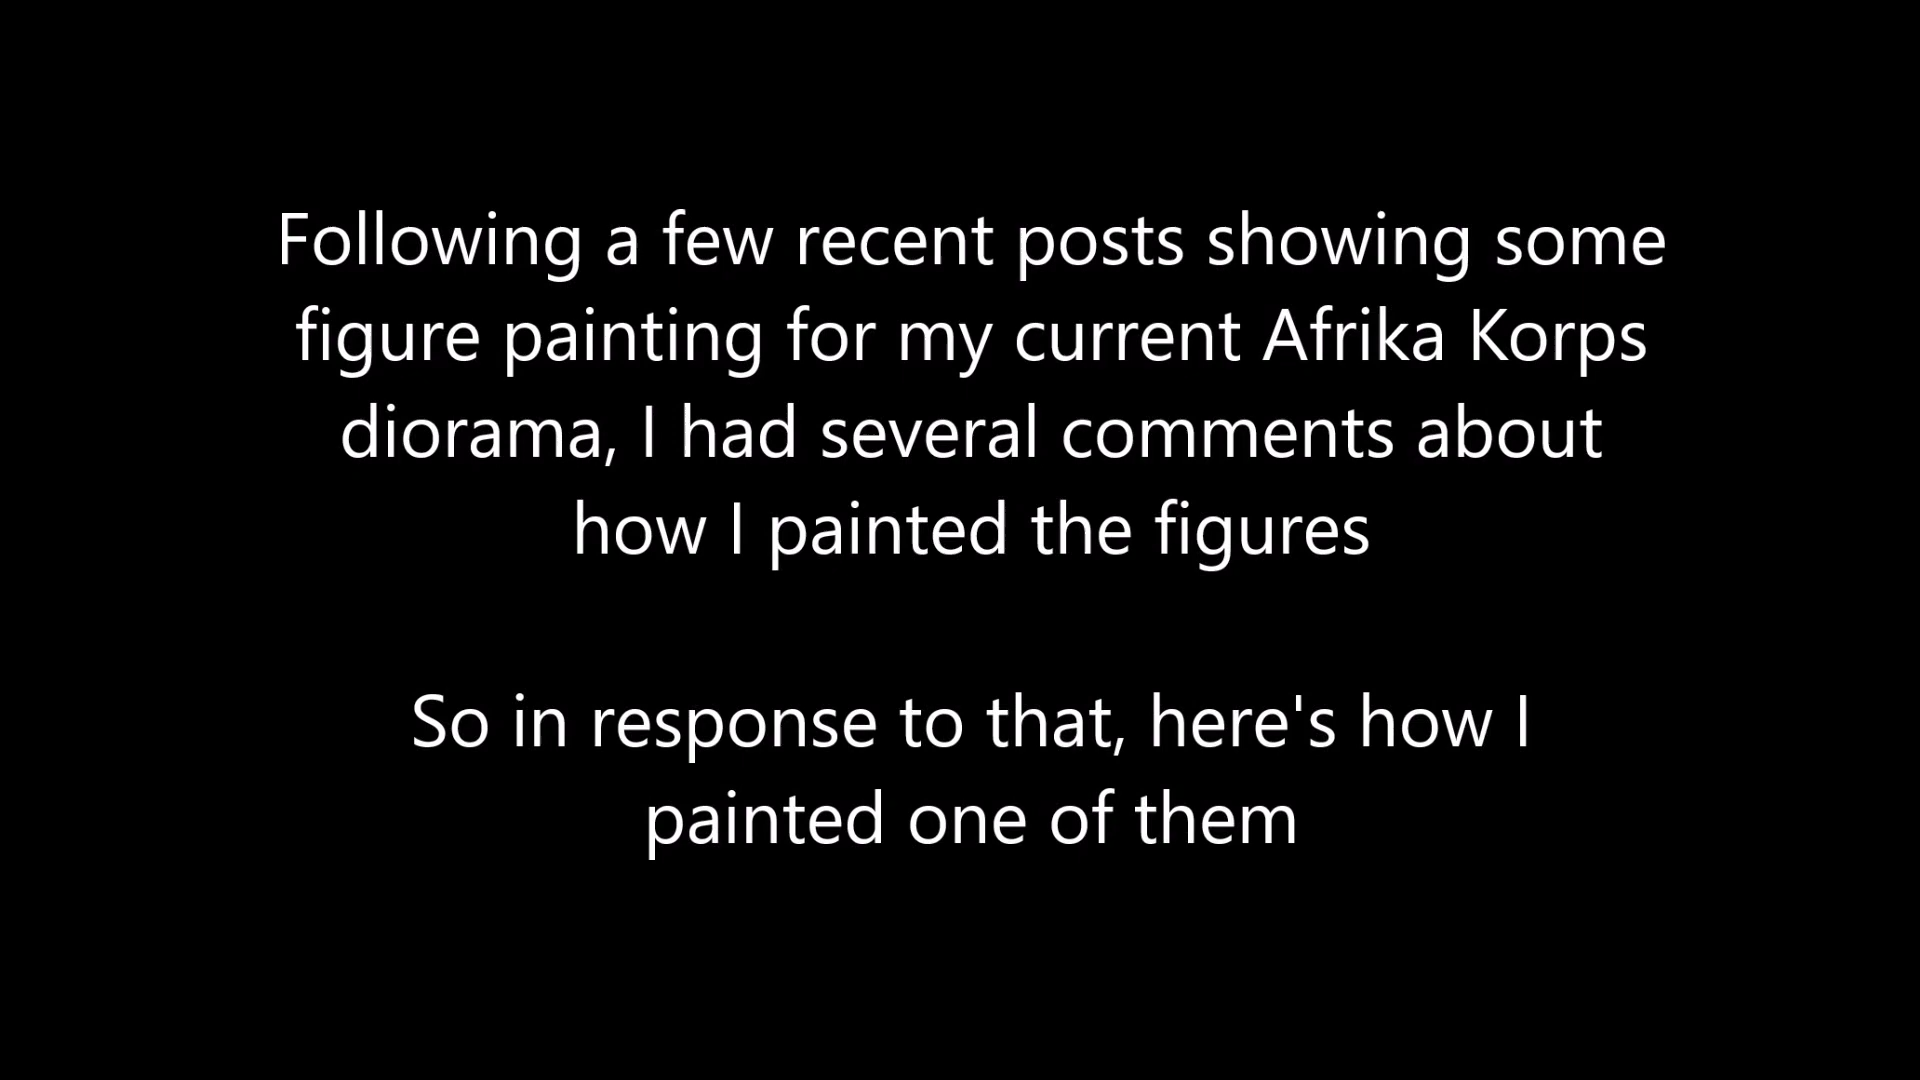 Following a few recent posts showing some
figure painting for my current Afrika Korps
diorama, I had several comments about
how I painted the figures
So in response to that, here's how I
painted one of them